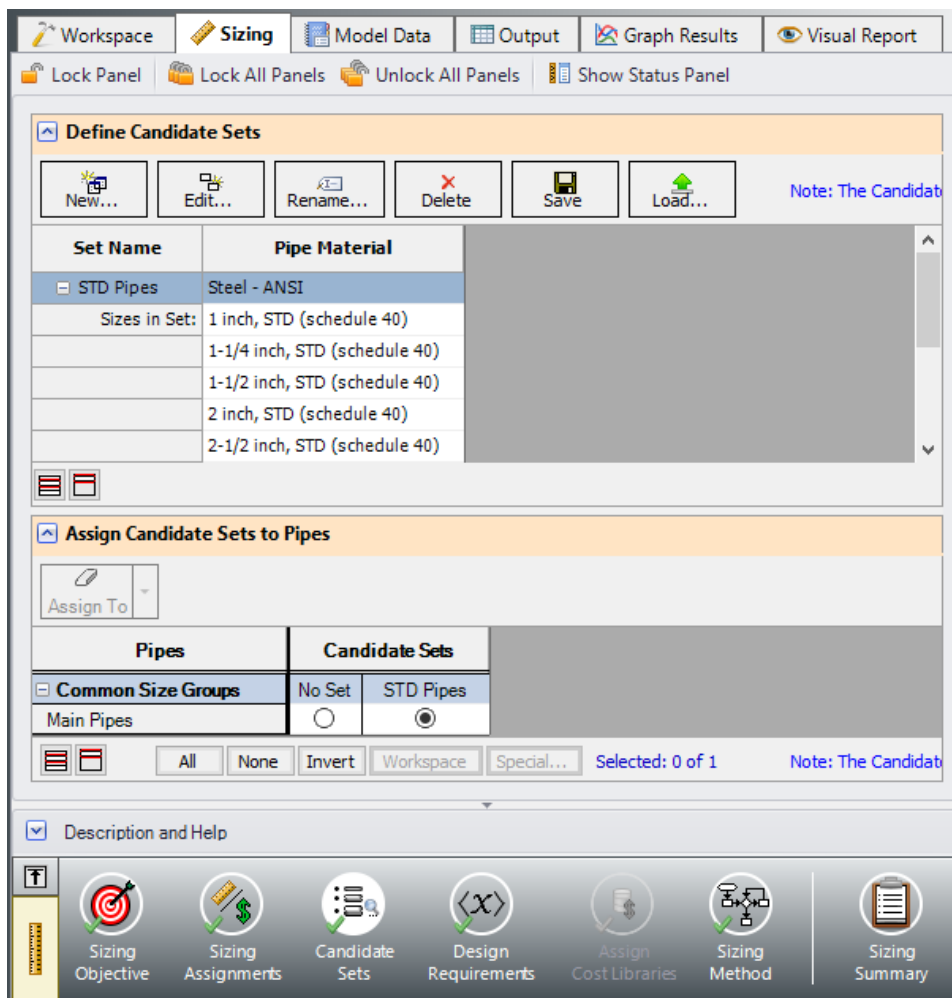 Workspace Sizing Model Data Output Graph Results Visual Report
Lock Panel Lock All Panels Unlock All Panels Show Status Panel
Define Candidate Sets
New... Edit... Rename... Delete Save Load... Note: The Candidat
Set Name Pipe Material
STD Pipes Steel - ANSI
Sizes in Set: 1 inch, STD (schedule 40)
1-1/4 inch, STD (schedule 40)
1-1/2 inch, STD (schedule 40)
2 inch, STD (schedule 40)
2-1/2 inch, STD (schedule 40)
Assign Candidate Sets to Pipes
Assign To
Pipes Candidate Sets
Common Size Groups No Set STD Pipes
Main Pipes
All None Invert Workspace Special... Selected: 0 of 1 Note: The Candidat
Description and Help
Sizing Objective
Sizing Assignments
Candidate Sets
Design Requirements
Assign Cost Libraries
Sizing Method
Sizing Summary